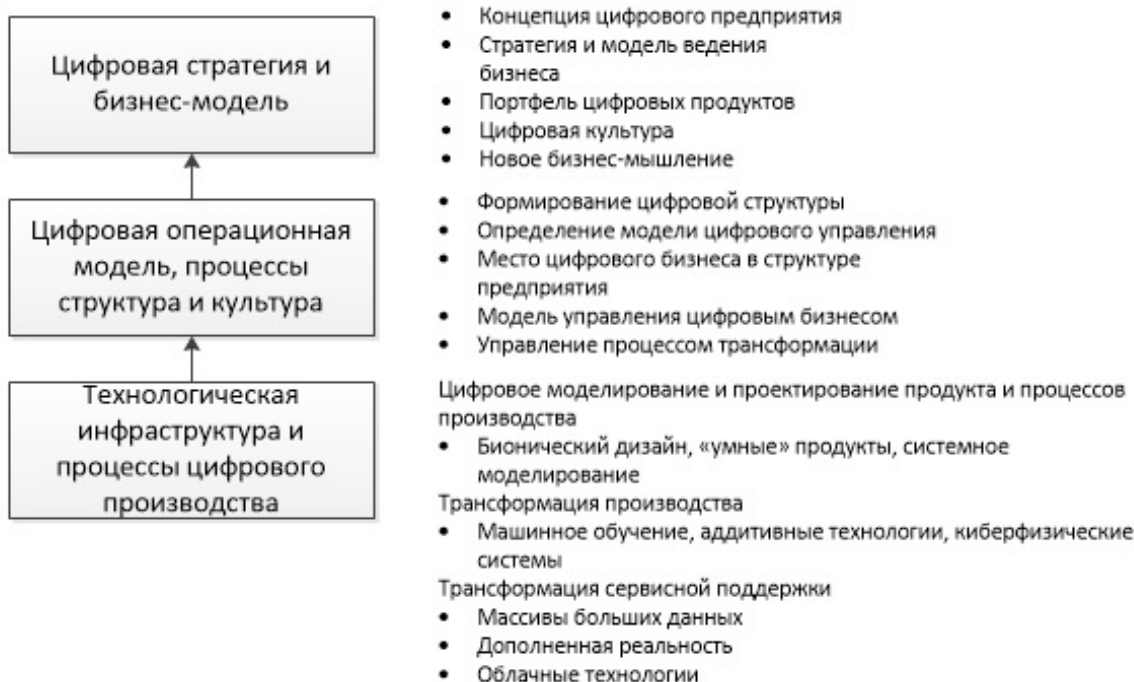 Цифровая стратегия и
бизнес-модель
• Концепция цифрового предприятия
• Стратегия и модель ведения
бизнеса
• Портфель цифровых продуктов
• Цифровая культура
• Новое бизнес-мышление
Цифровая операционная
модель, процессы
структура и культура
• Формирование цифровой структуры
• Определение модели цифрового управления
• Место цифрового бизнеса в структуре
предприятия
• Модель управления цифровым бизнесом
• Управление процессом трансформации
Технологическая
инфраструктура и
процессы цифрового
производства
Цифровое моделирование и проектирование продукта и процессов
производства
• Бионический дизайн, «умные» продукты, системное
моделирование
Трансформация производства
• Машинное обучение, аддитивные технологии, киберфизические
системы
Трансформация сервисной поддержки
• Массивы больших данных
• Дополненная реальность
• Облачные технологии